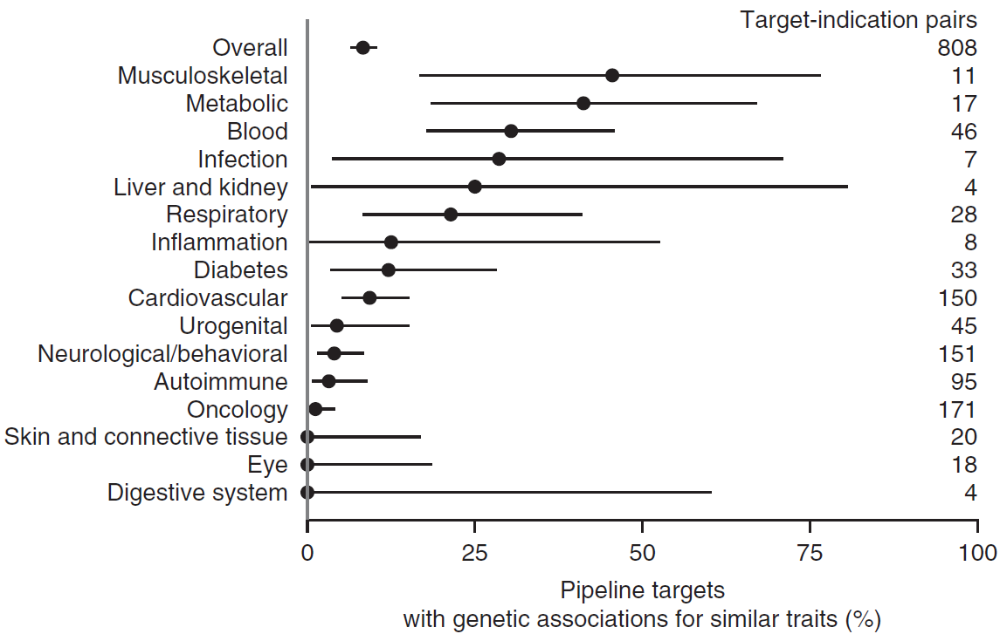 Target-indication pairs
Overall 808
Musculoskeletal 11
Metabolic 17
Blood 46
Infection 7
Liver and kidney 4
Respiratory 28
Inflammation 8
Diabetes 33
Cardiovascular 150
Urogenital 45
Neurological/behavioral 151
Autoimmune 95
Oncology 171
Skin and connective tissue 20
Eye 18
Digestive system 4
0 25 50 75 100
Pipeline targets
with genetic associations for similar traits (%)